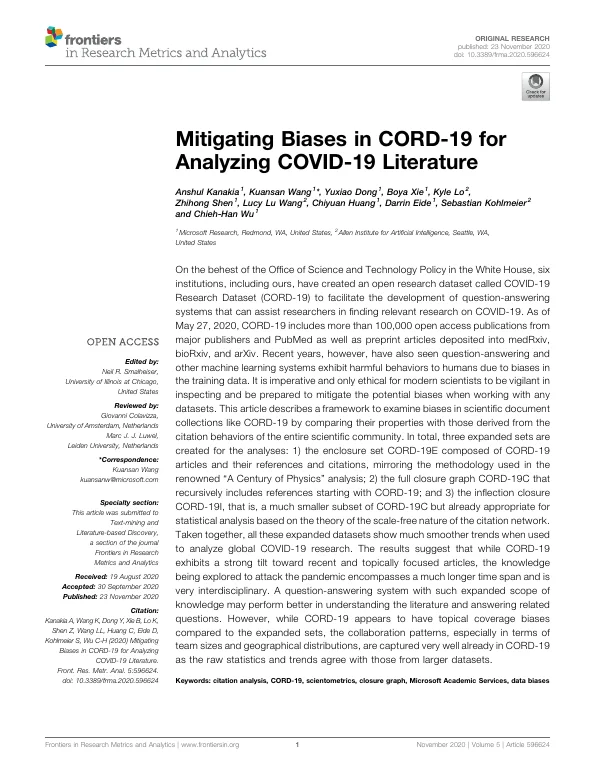 frontiers
in Research Metrics and Analytics
ORIGINAL RESEARCH
published: 23 November 2020
doi: 10.3389/frma.2020.596624
Check for
updates
Mitigating Biases in CORD-19 for
Analyzing COVID-19 Literature
Anshul Kanakia1, Kuansan Wang1*, Yuxiao Dong1, Boya Xie1, Kyle Lo2,
Zhihong Shen1, Lucy Lu Wang2, Chiyuan Huang1, Darrin Eide1, Sebastian Kohlmeier2
and Chieh-Han Wu1
1Microsoft Research, Redmond, WA, United States, 2Allen Institute for Artificial Intelligence, Seattle, WA,
United States
On the behest of the Office of Science and Technology Policy in the White House, six
institutions, including ours, have created an open research dataset called COVID-19
Research Dataset (CORD-19) to facilitate the development of question-answering
systems that can assist researchers in finding relevant research on COVID-19. As of
May 27, 2020, CORD-19 includes more than 100,000 open access publications from
major publishers and PubMed as well as preprint articles deposited into medRxiv,
bioRxiv, and arXiv. Recent years, however, have also seen question-answering and
other machine learning systems exhibit harmful behaviors to humans due to biases in
the training data. It is imperative and only ethical for modern scientists to be vigilant in
inspecting and be prepared to mitigate the potential biases when working with any
datasets. This article describes a framework to examine biases in scientific document
collections like CORD-19 by comparing their properties with those derived from the
citation behaviors of the entire scientific community. In total, three expanded sets are
created for the analyses: 1) the enclosure set CORD-19E composed of CORD-19
articles and their references and citations, mirroring the methodology used in the
renowned “A Century of Physics” analysis; 2) the full closure graph CORD-19C that
recursively includes references starting with CORD-19; and 3) the inflection closure
CORD-19I, that is, a much smaller subset of CORD-19C but already appropriate for
statistical analysis based on the theory of the scale-free nature of the citation network.
Taken together, all these expanded datasets show much smoother trends when used
to analyze global COVID-19 research. The results suggest that while CORD-19
exhibits a strong tilt toward recent and topically focused articles, the knowledge
being explored to attack the pandemic encompasses a much longer time span and is
very interdisciplinary. A question-answering system with such expanded scope of
knowledge may perform better in understanding the literature and answering related
questions. However, while CORD-19 appears to have topical coverage biases
compared to the expanded sets, the collaboration patterns, especially in terms of
team sizes and geographical distributions, are captured very well already in CORD-19
as the raw statistics and trends agree with those from larger datasets.
Keywords: citation analysis, CORD-19, scientometrics, closure graph, Microsoft Academic Services, data biases
OPEN ACCESS
Edited by:
Neil R. Smalheiser,
University of Illinois at Chicago,
United States
Reviewed by:
Giovanni Colavizza,
University of Amsterdam, Netherlands
Marc J. J. Luwel,
Leiden University, Netherlands
*Correspondence:
Kuansan Wang
kuansanw@microsoft.com
Specialty section:
This article was submitted to
Text-mining and
Literature-based Discovery,
a section of the journal
Frontiers in Research
Metrics and Analytics
Received: 19 August 2020
Accepted: 30 September 2020
Published: 23 November 2020
Citation:
Kanakia A, Wang K, Dong Y, Xie B, Lo K,
Shen Z, Wang LL, Huang C, Eide D,
Kohlmeier S, Wu C-H (2020) Mitigating
Biases in CORD-19 for Analyzing
COVID-19 Literature.
Front. Res. Metr. Anal. 5:596624.
doi: 10.3389/frma.2020.596624
Frontiers in Research Metrics and Analytics | www.frontiersin.org
1
November 2020 | Volume 5 | Article 596624